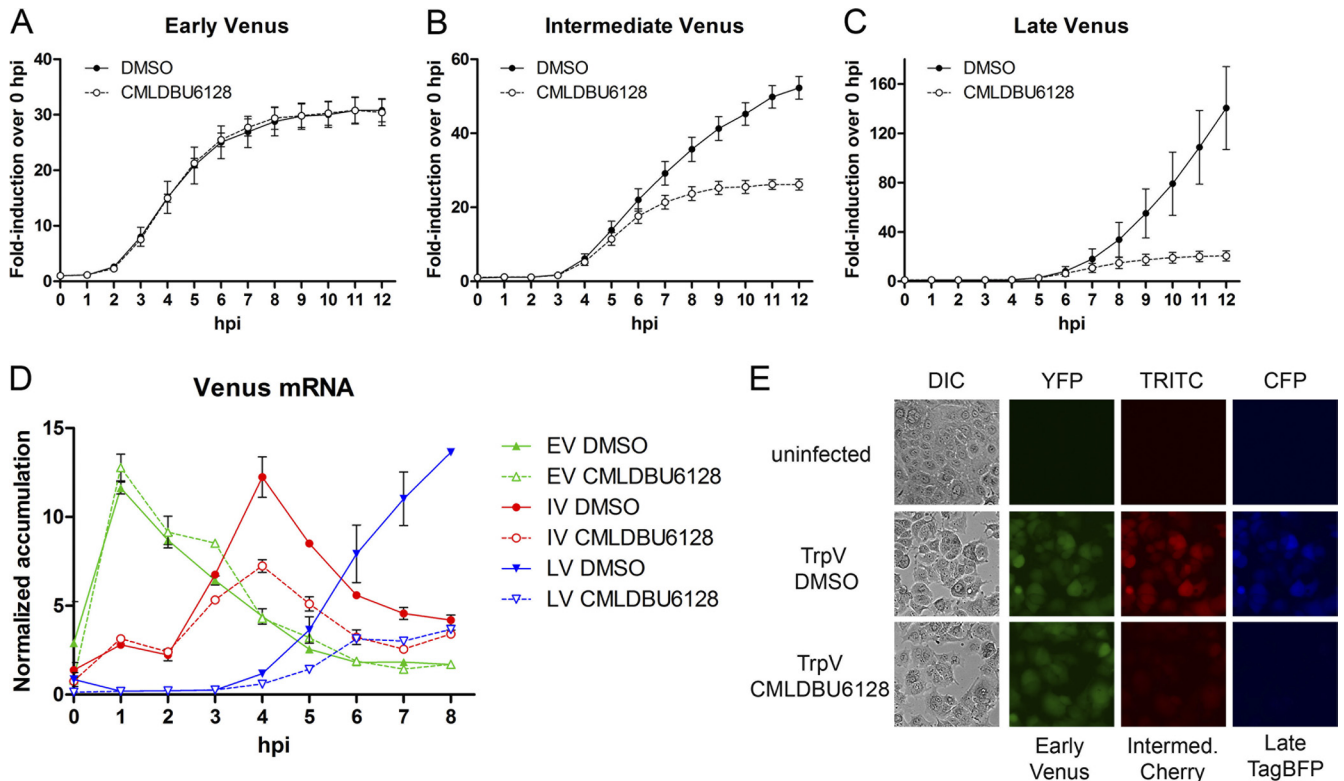 A
Early Venus
Fold-induction over 0 hpi
40
30
20
10
0
DMSO
CMLDBU6128
0 1 2 3 4 5 6 7 8 9 10 11 12
hpi
B
Intermediate Venus
Fold-induction over 0 hpi
60
40
20
0
DMSO
CMLDBU6128
0 1 2 3 4 5 6 7 8 9 10 11 12
hpi
C
Late Venus
Fold-induction over 0 hpi
160
120
80
40
0
DMSO
CMLDBU6128
0 1 2 3 4 5 6 7 8 9 10 11 12
hpi
D
Venus mRNA
Normalized accumulation
15
10
5
0
0 1 2 3 4 5 6 7 8
hpi
EV DMSO
EV CMLDBU6128
IV DMSO
IV CMLDBU6128
LV DMSO
LV CMLDBU6128
E
DIC YFP TRITC CFP
uninfected
TrpV
DMSO
TrpV
CMLDBU6128
Early
Venus
Intermed.
Cherry
Late
TagBFP